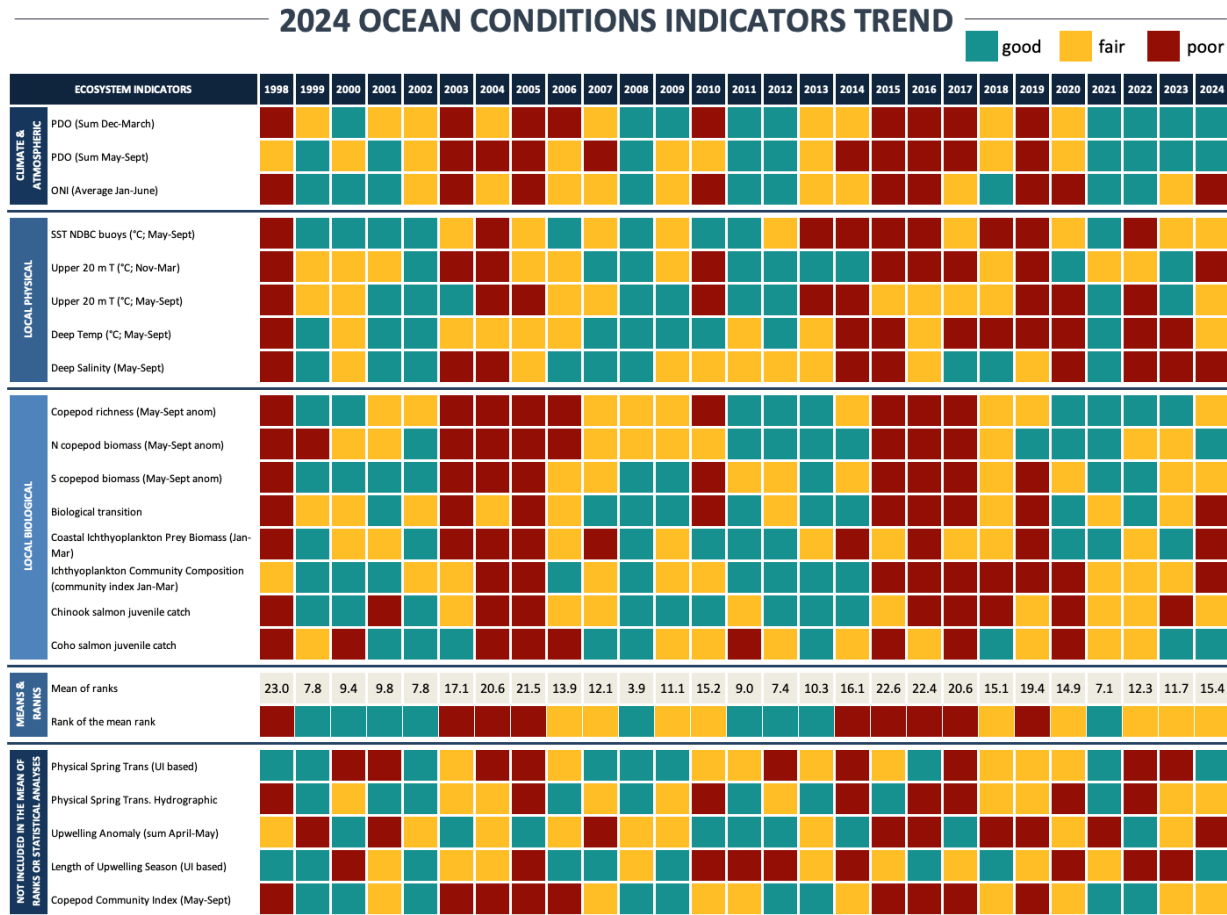 2024 OCEAN CONDITIONS INDICATORS TREND
good fair poor
ECOSYSTEM INDICATORS 1998 1999 2000 2001 2002 2003 2004 2005 2006 2007 2008 2009 2010 2011 2012 2013 2014 2015 2016 2017 2018 2019 2020 2021 2022 2023 2024
CLIMATE &
ATMOSPHERIC
PDO (Sum Dec-March)
PDO (Sum May-Sept)
ONI (Average Jan-June)
LOCAL PHYSICAL
SST NDBC buoys (°C; May-Sept)
Upper 20 m T (°C; Nov-Mar)
Upper 20 m T (°C; May-Sept)
Deep Temp (°C; May-Sept)
Deep Salinity (May-Sept)
LOCAL BIOLOGICAL
Copepod richness (May-Sept anom)
N copepod biomass (May-Sept anom)
S copepod biomass (May-Sept anom)
Biological transition
Coastal Ichthyoplankton Prey Biomass (Jan-
Mar)
Ichthyoplankton Community Composition
(community index Jan-Mar)
Chinook salmon juvenile catch
Coho salmon juvenile catch
MEANS &
RANKS
Mean of ranks 23.0 7.8 9.4 9.8 7.8 17.1 20.6 21.5 13.9 12.1 3.9 11.1 15.2 9.0 7.4 10.3 16.1 22.6 22.4 20.6 15.1 19.4 14.9 7.1 12.3 11.7 15.4
Rank of the mean rank
NOT INCLUDED IN THE MEAN OF
RANKS OR STATISTICAL ANALYSES
Physical Spring Trans (UI based)
Physical Spring Trans. Hydrographic
Upwelling Anomaly (sum April-May)
Length of Upwelling Season (UI based)
Copepod Community Index (May-Sept)